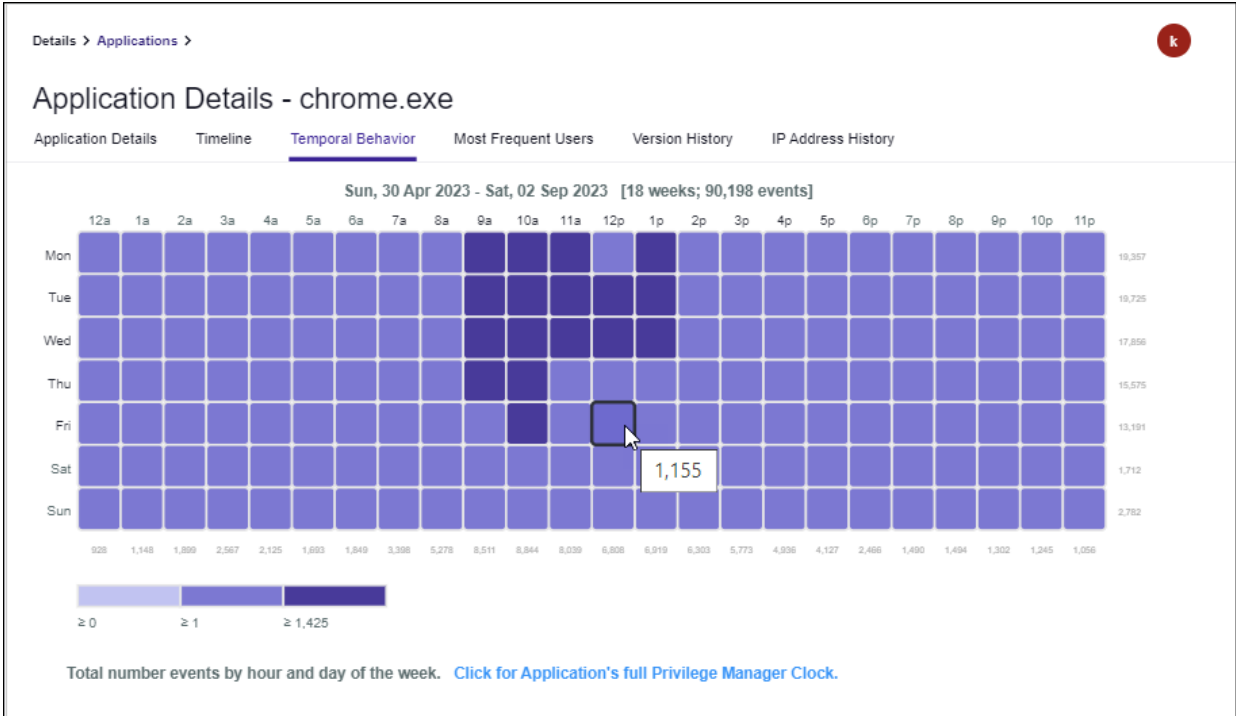 Details > Applications >
k
Application Details - chrome.exe
Application Details Timeline Temporal Behavior Most Frequent Users Version History IP Address History
Sun, 30 Apr 2023 - Sat, 02 Sep 2023 [18 weeks; 90,198 events]
12a 1a 2a 3a 4a 5a 6a 7a 8a 9a 10a 11a 12p 1p 2p 3p 4p 5p 6p 7p 8p 9p 10p 11p
Mon 19,357
Tue 19,725
Wed 17,856
Thu 15,575
Fri 13,191
Sat 1,155 1,712
Sun 2,782
928 1,148 1,899 2,567 2,125 1,693 1,849 3,398 5,278 8,511 8,844 8,039 6,808 6,919 6,303 5,773 4,936 4,127 2,466 1,490 1,494 1,302 1,245 1,056
≥ 0 ≥ 1 ≥ 1,425
Total number events by hour and day of the week. Click for Application's full Privilege Manager Clock.